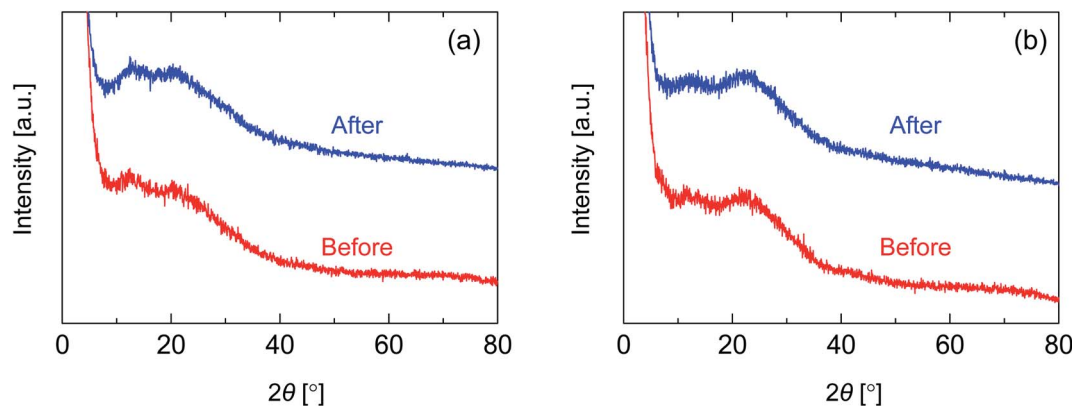 (a)
Intensity [a.u.]
After
Before
0 20 40 60 80
2θ [°]
(b)
Intensity [a.u.]
After
Before
0 20 40 60 80
2θ [°]